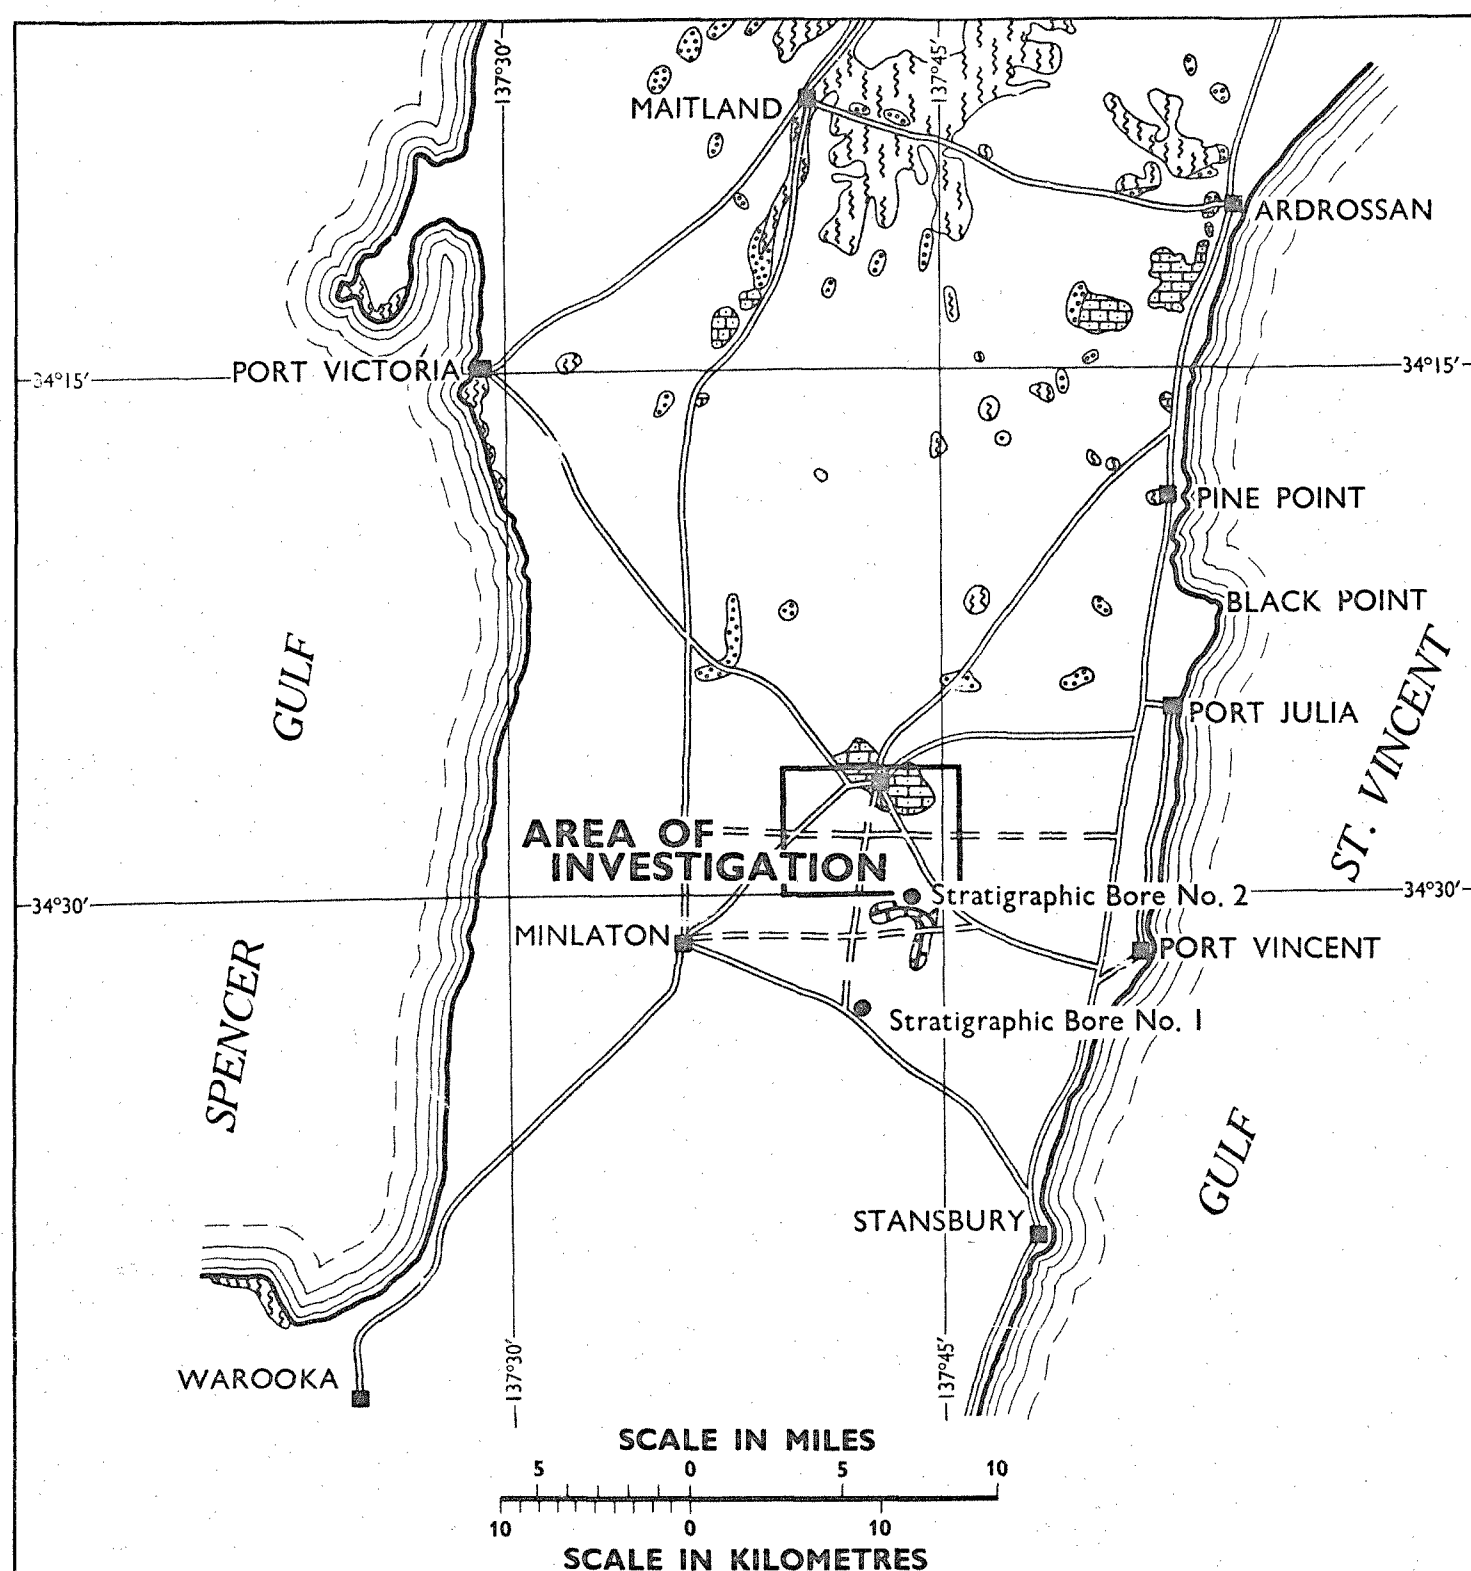 137°30′
137°45′
MAITLAND
ARDROSSAN
PORT VICTORIA
34°15′
34°15′
PINE POINT
BLACK POINT
GULF
PORT JULIA
ST. VINCENT
AREA OF
INVESTIGATION
34°30′
Stratigraphic Bore No. 2
34°30′
MINLATON
PORT VINCENT
SPENCER
Stratigraphic Bore No. 1
GULF
STANSBURY
WAROOKA
137°30′
137°45′
SCALE IN MILES
5 0 5 10
10 0 10
SCALE IN KILOMETRES